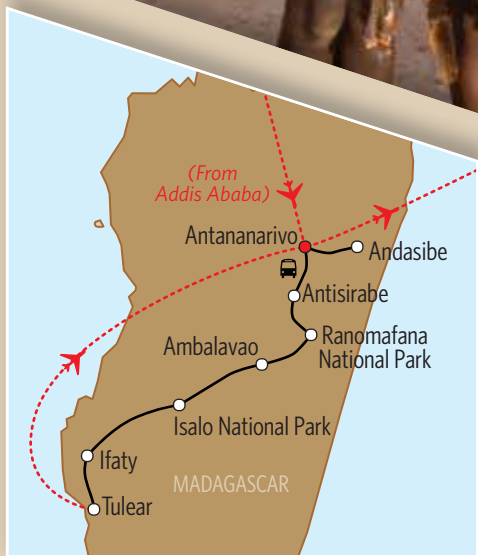 (From
Addis Ababa)
Antananarivo
Andasibe
Antisirabe
Ranomafana
National Park
Ambalavao
Isalo National Park
Ifaty
MADAGASCAR
Tulear